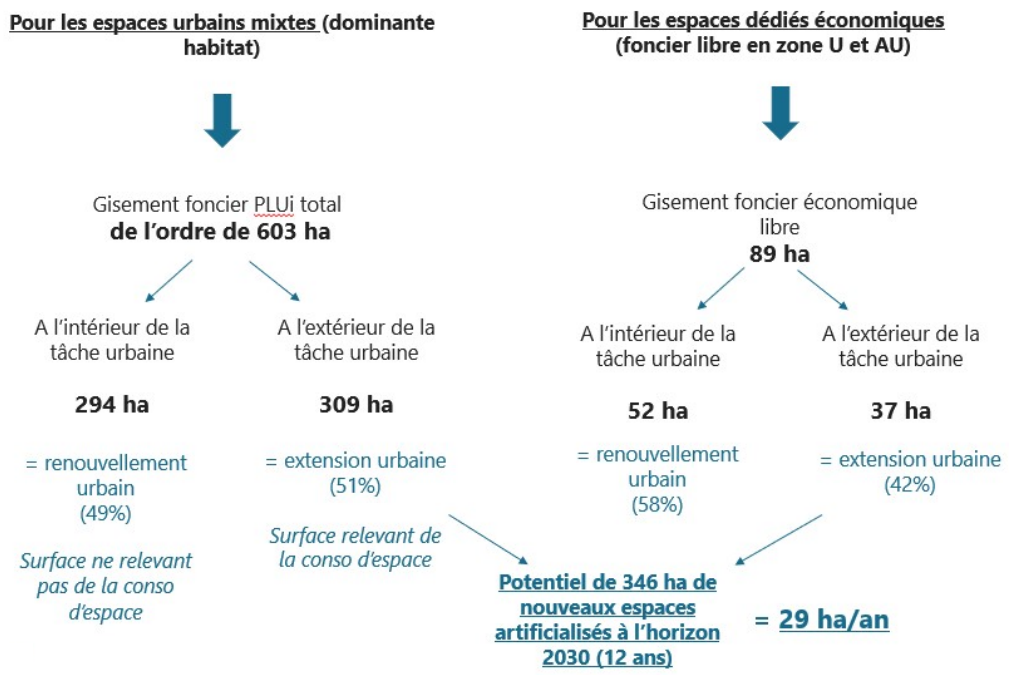 Pour les espaces urbains mixtes (dominante
habitat)
Gisement foncier PLUi total
de l'ordre de 603 ha
A l'intérieur de la
tâche urbaine
294 ha
= renouvellement
urbain
(49%)
Surface ne relevant
pas de la conso
d'espace
A l'extérieur de la
tâche urbaine
309 ha
= extension urbaine
(51%)
Surface relevant de
la conso d'espace
Pour les espaces dédiés économiques
(foncier libre en zone U et AU)
Gisement foncier économique
libre
89 ha
A l'intérieur de la
tâche urbaine
52 ha
= renouvellement
urbain
(58%)
A l'extérieur de la
tâche urbaine
37 ha
= extension urbaine
(42%)
Potentiel de 346 ha de
nouveaux espaces
artificialisés à l'horizon
2030 (12 ans)
= 29 ha/an